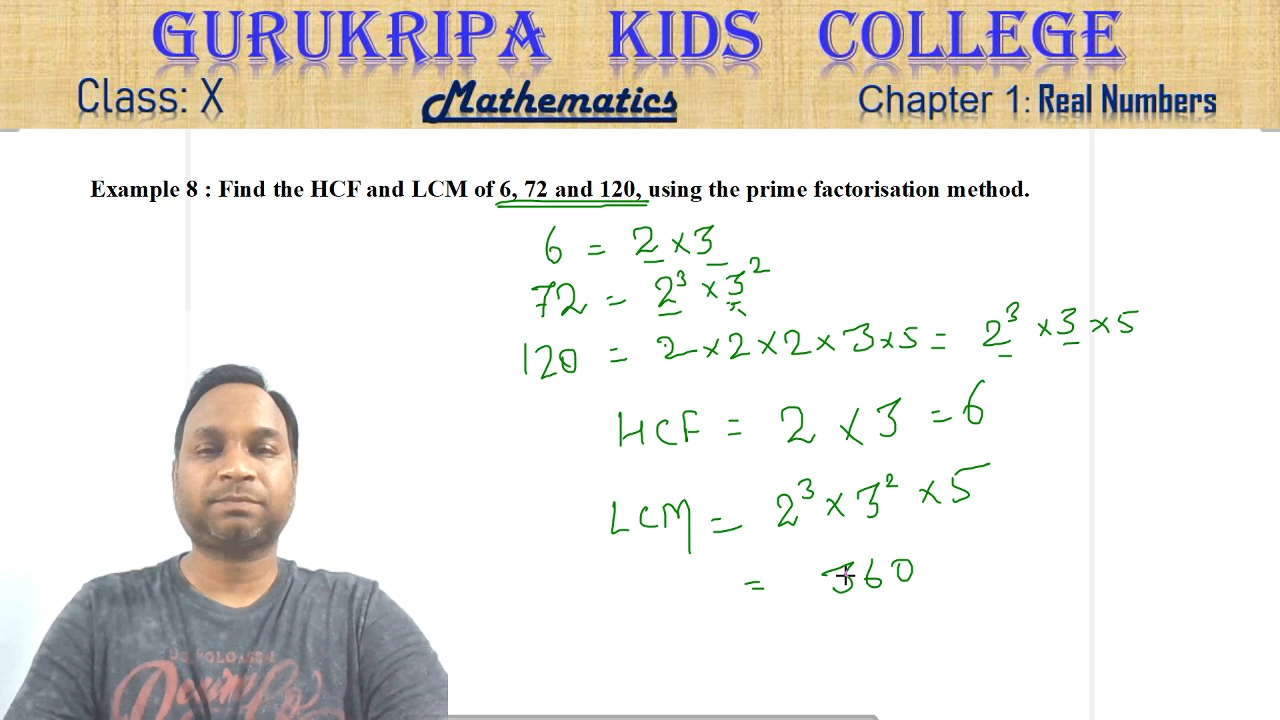 GURUKRIPA KIDS COLLEGE
Class: X Mathematics Chapter 1: Real Numbers
Example 8 : Find the HCF and LCM of 6, 72 and 120, using the prime factorisation method.
6 = 2 × 3
72 = 2³ × 3²
120 = 2 × 2 × 2 × 3 × 5 = 2³ × 3 × 5
HCF = 2 × 3 = 6
LCM = 2³ × 3² × 5
= 360